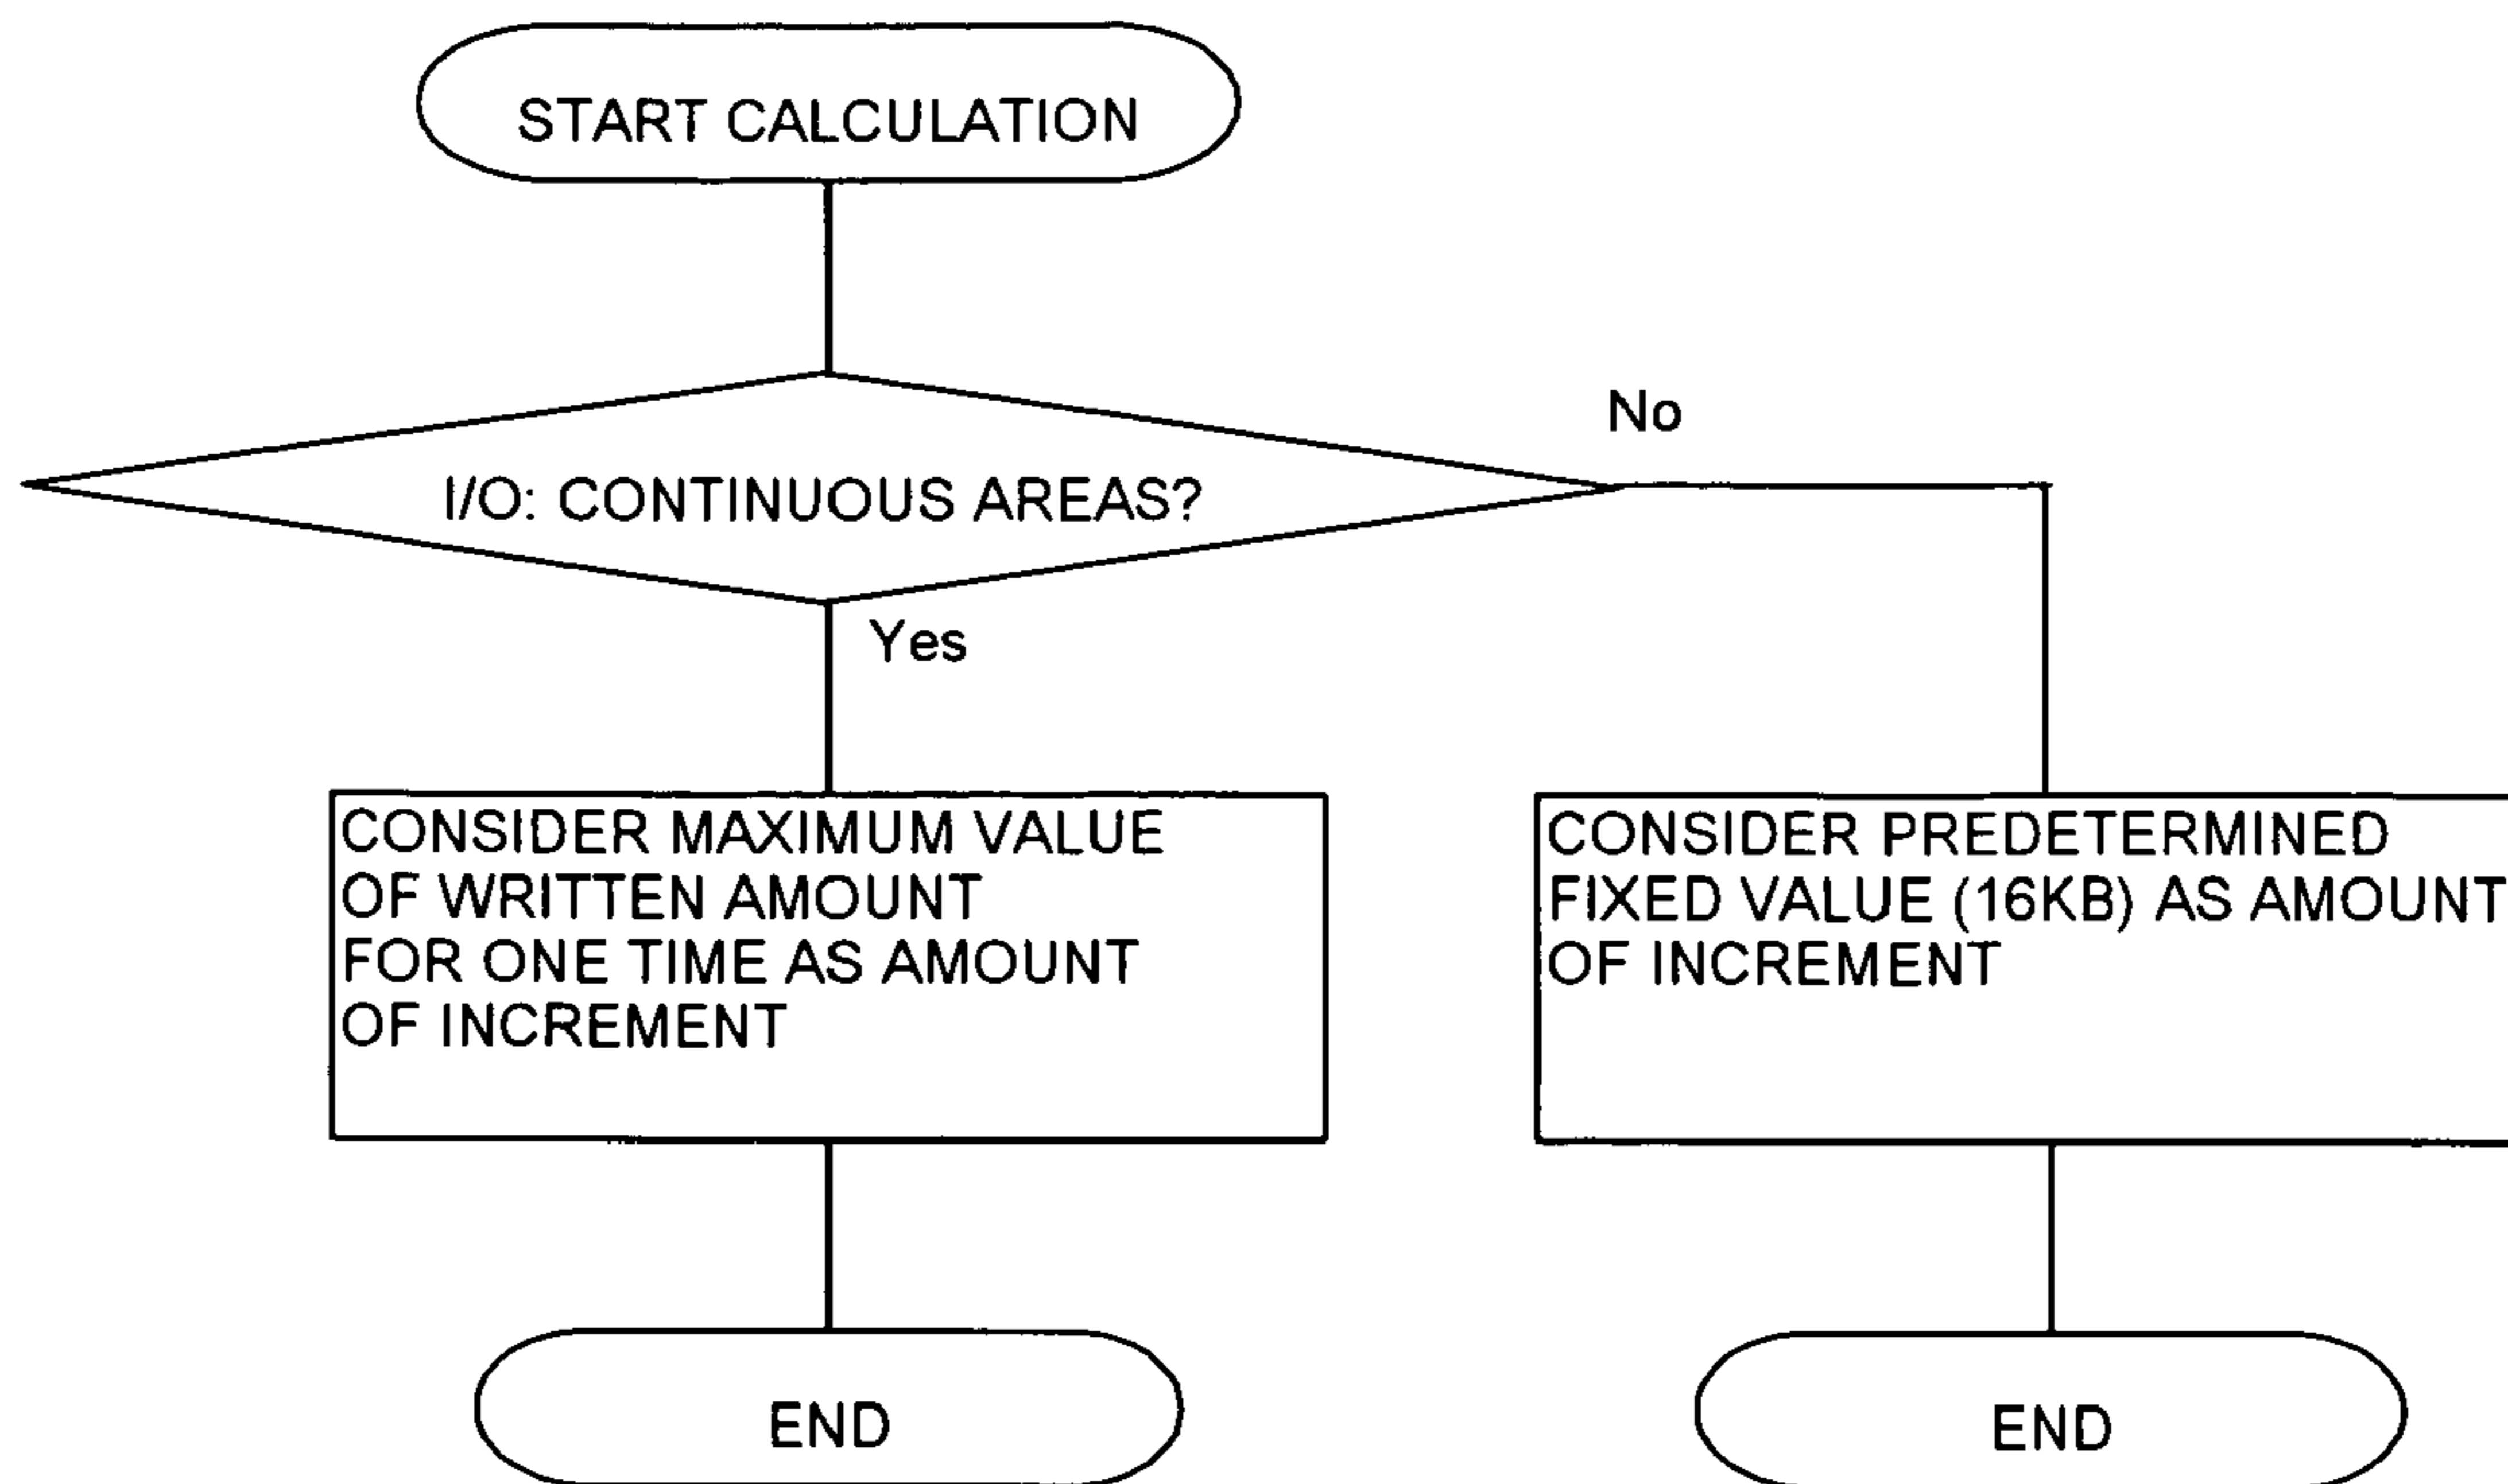 START CALCULATION
No
I/O: CONTINUOUS AREAS?
Yes
CONSIDER MAXIMUM VALUE
OF WRITTEN AMOUNT
FOR ONE TIME AS AMOUNT
OF INCREMENT
CONSIDER PREDETERMINED
FIXED VALUE (16KB) AS AMOUNT
OF INCREMENT
END
END